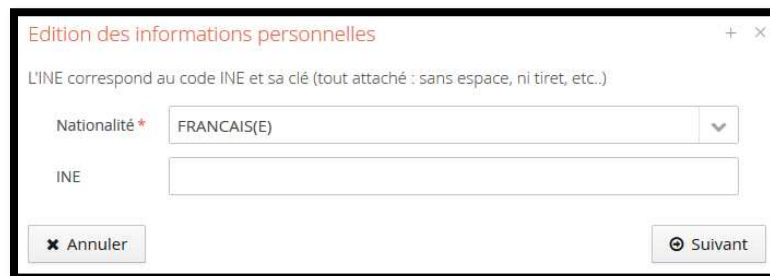 Edition des informations personnelles
L'INE correspond au code INE et sa clé (tout attaché : sans espace, ni tiret, etc..)
Nationalité * FRANCAIS(E)
INE
Annuler Suivant